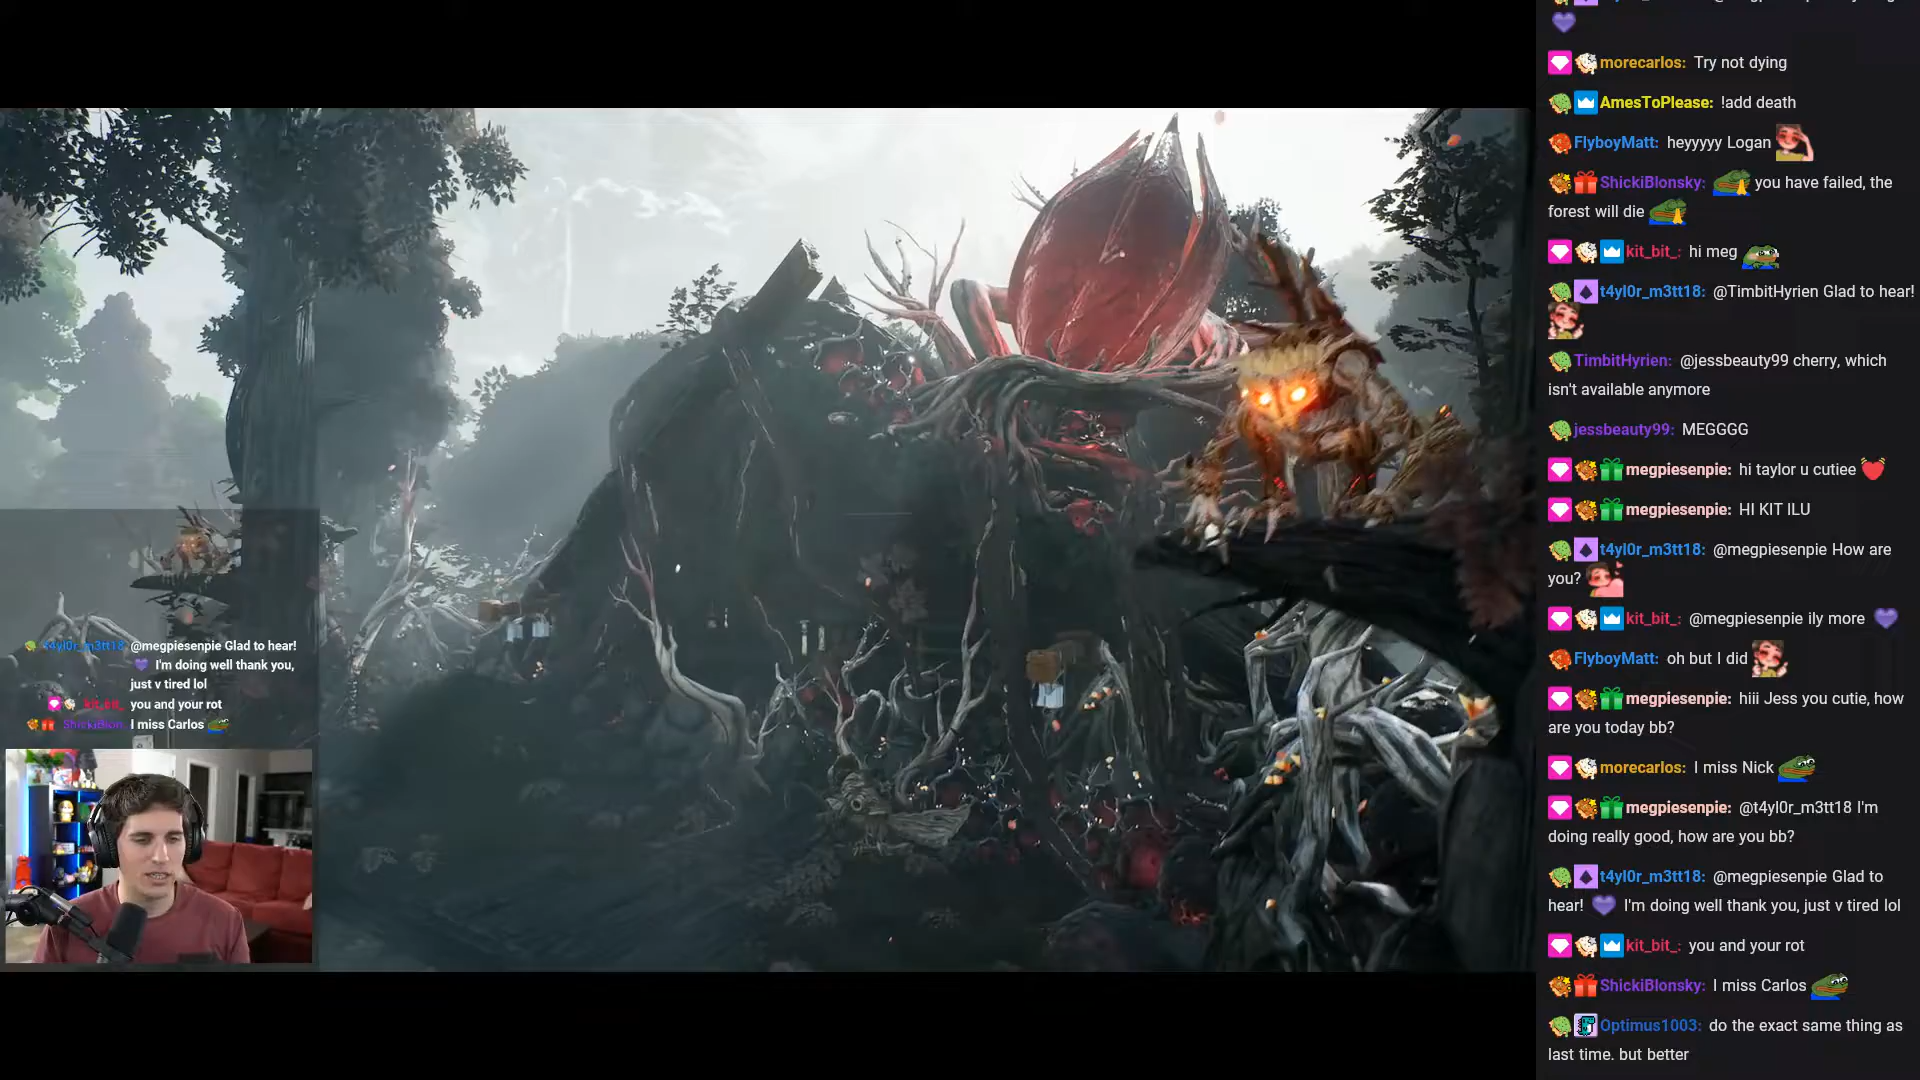 morecarlos: Try not dying
AmesToPlease: !add death
FlyboyMatt: heyyyyy Logan
ShickiBlonsky: you have failed, the
forest will die
kit_bit_: hi meg
t4yl0r_m3tt18: @TimbitHyrien Glad to hear!
TimbitHyrien: @jessbeauty99 cherry, which
isn't available anymore
jessbeauty99: MEGGGG
megpiesenpie: hi taylor u cutiee
megpiesenpie: HI KIT ILU
t4yl0r_m3tt18: @megpiesenpie How are
you?
kit_bit_: @megpiesenpie ily more
FlyboyMatt: oh but I did
megpiesenpie: hiii Jess you cutie, how
are you today bb?
morecarlos: I miss Nick
megpiesenpie: @t4yl0r_m3tt18 I'm
doing really good, how are you bb?
t4yl0r_m3tt18: @megpiesenpie Glad to
hear! I'm doing well thank you, just v tired lol
kit_bit_: you and your rot
ShickiBlonsky: I miss Carlos
Optimus1003: do the exact same thing as
last time. but better
t4yl0r_m3tt18 @megpiesenpie Glad to hear!
I'm doing well thank you,
just v tired lol
kit_bit_ you and your rot
ShickiBlon I miss Carlos